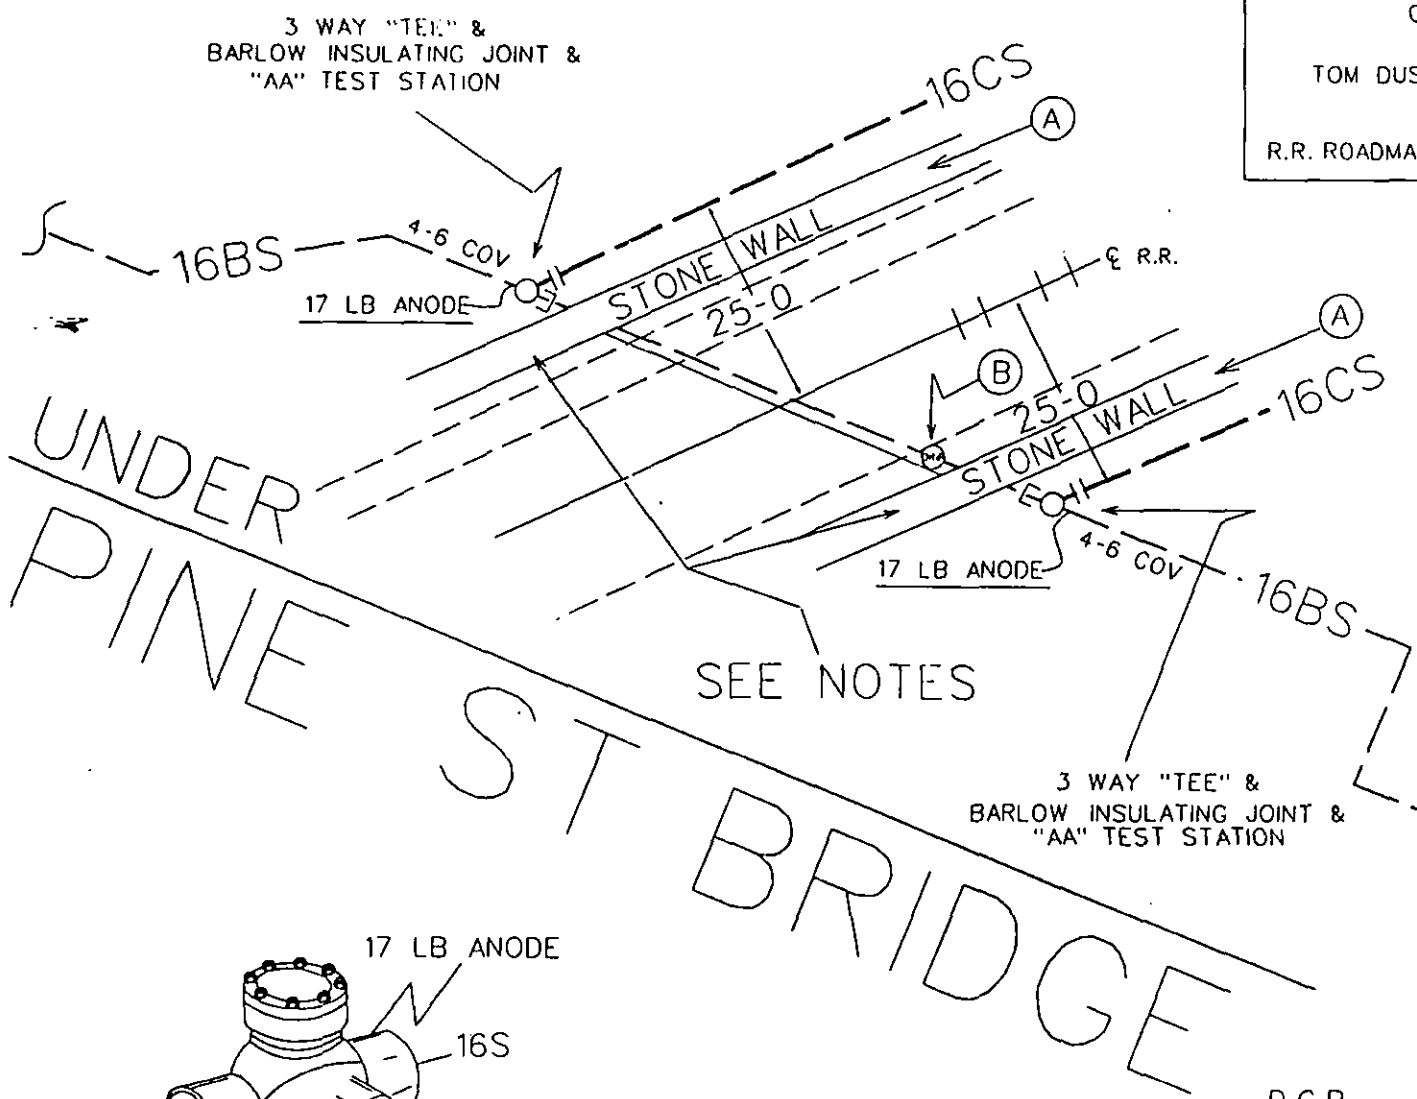 3 WAY "TEE" &
BARLOW INSULATING JOINT &
"AA" TEST STATION
TOM DUS
R.R. ROADMA
16CS
A
16BS
4-6 COV
17 LB ANODE
STONE WALL
25-0
℄ R.R.
A
B
25-0
STONE WALL
16CS
UNDER
PINE ST BRIDGE
17 LB ANODE
4-6 COV
16BS
SEE NOTES
3 WAY "TEE" &
BARLOW INSULATING JOINT &
"AA" TEST STATION
17 LB ANODE
16S